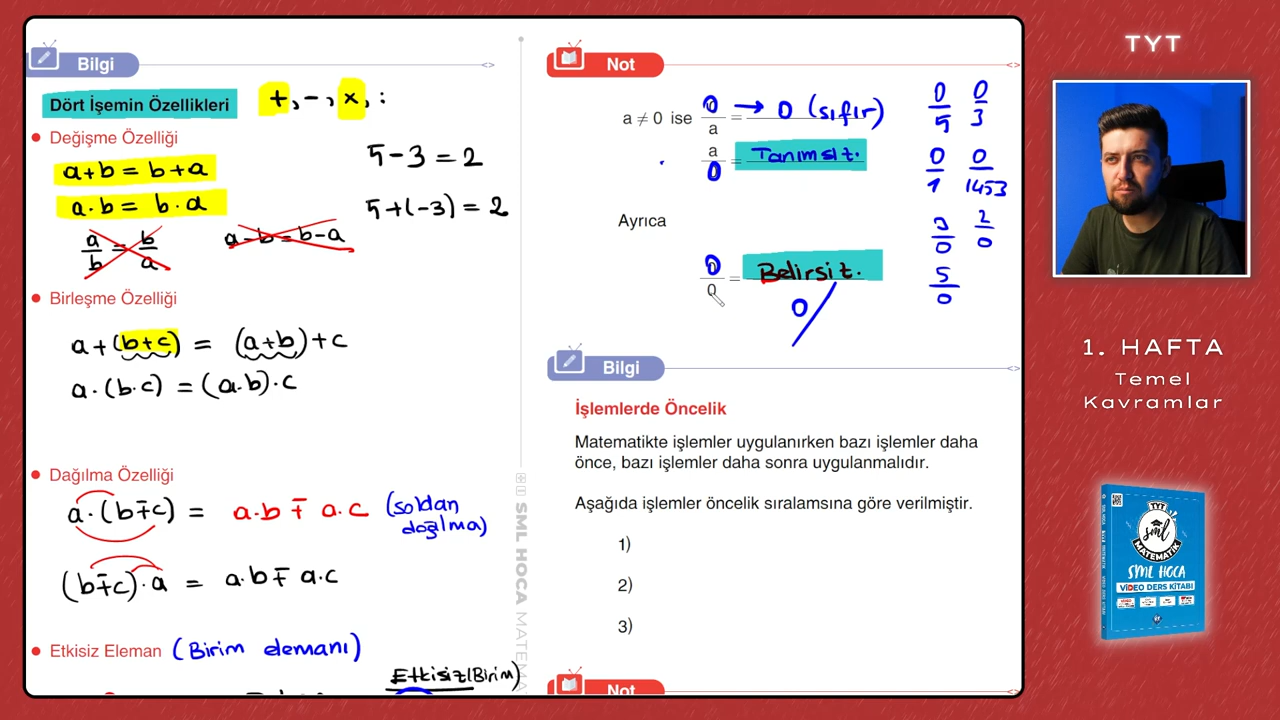 Bilgi
Dört İşemin Özellikleri
+, -, x, :
Değişme Özelliği
a+b = b+a
a.b = b.a
a/b = b/a
a-b=b-a
5-3=2
5+(-3)=2
Birleşme Özelliği
a+(b+c) = (a+b)+c
a.(b.c) = (a.b).c
Dağılma Özelliği
a.(b∓c) = a.b ∓ a.c (soldan dağılma)
(b∓c).a = a.b ∓ a.c
Etkisiz Eleman (Birim elemanı)
Etkisiz(Birim)
SML HOCA MATEMA
Not
a ≠ 0 ise 0/a = → 0 (sıfır)
a/0 = Tanımsız.
Ayrıca
0/0 = Belirsiz.
0/
0/5 0/3
0/1 0/1453
3/0 2/0
5/0
Bilgi
İşlemlerde Öncelik
Matematikte işlemler uygulanırken bazı işlemler daha
önce, bazı işlemler daha sonra uygulanmalıdır.
Aşağıda işlemler öncelik sıralamsına göre verilmiştir.
1)
2)
3)
Not
TYT
1. HAFTA
Temel
Kavramlar
TYT
sml
MATEMATİK
SML HOCA
VİDEO DERS KİTABI